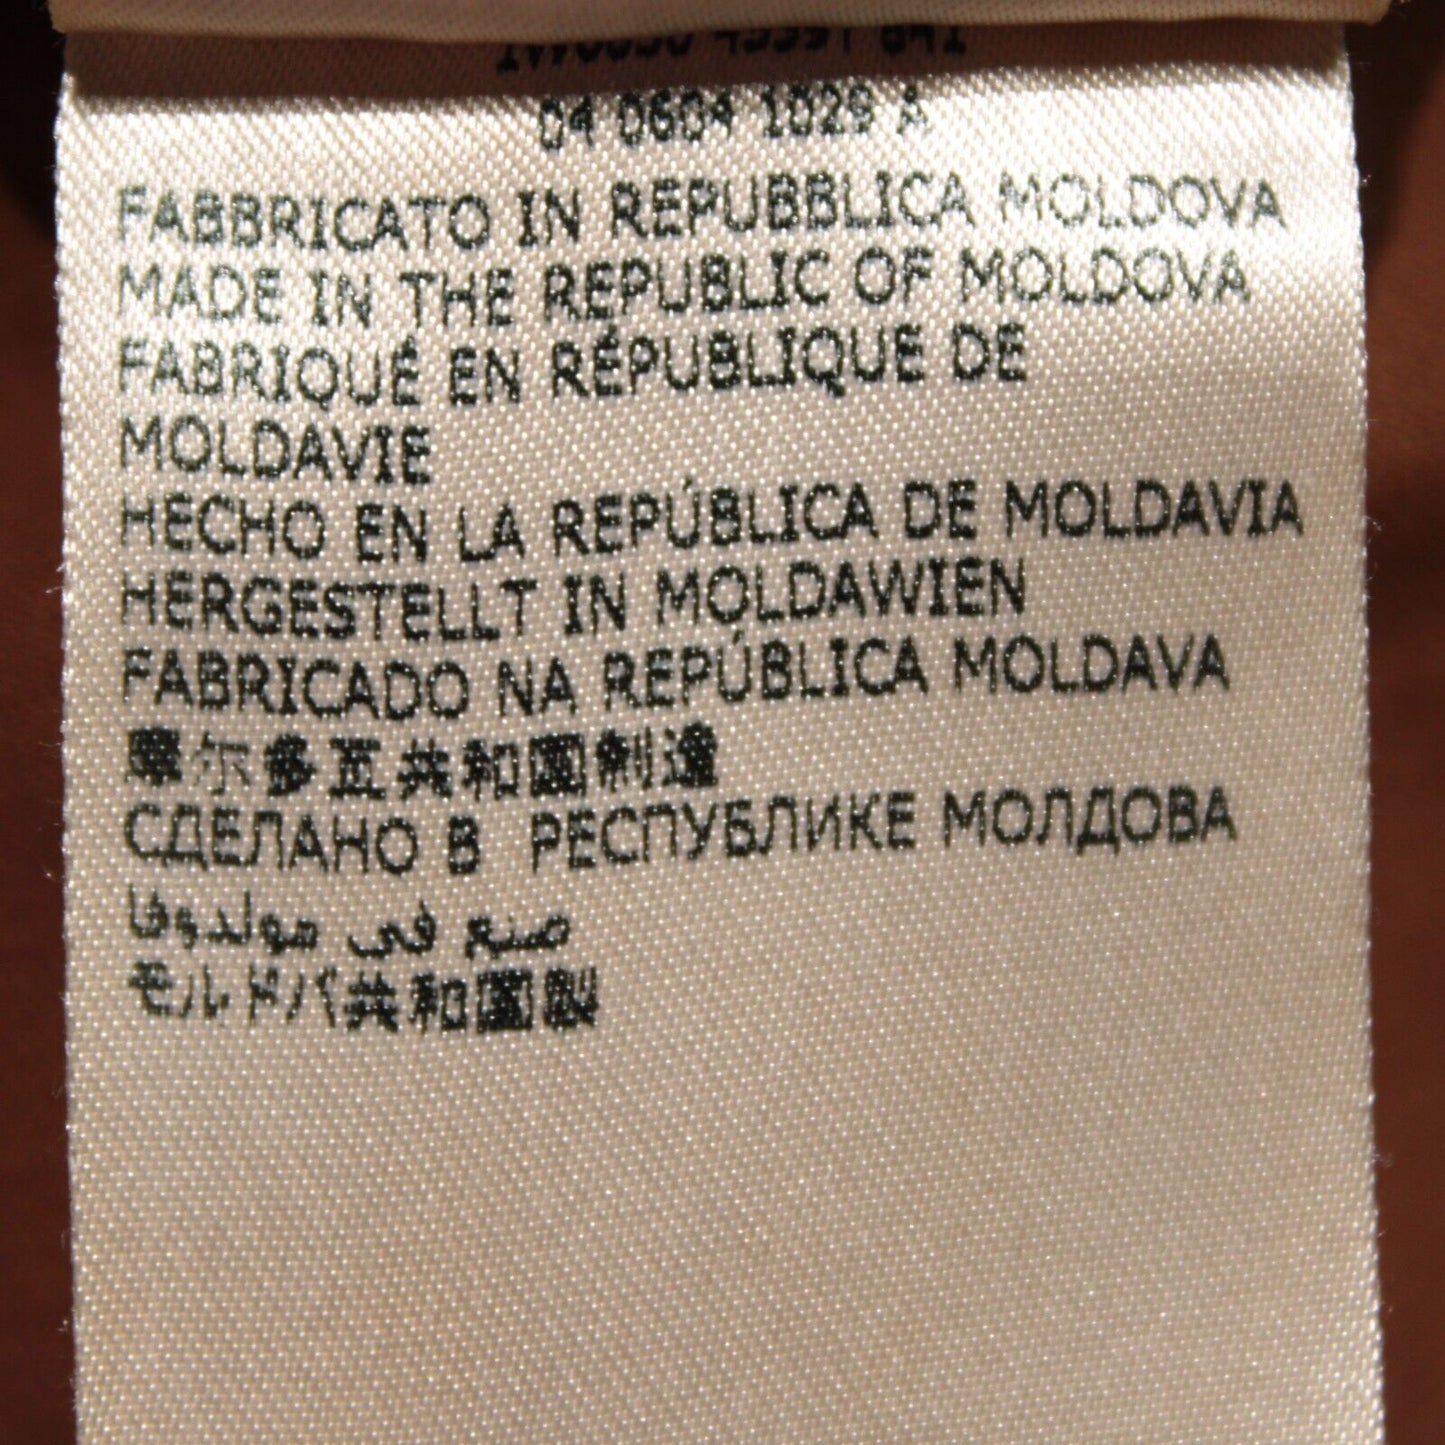 04 0604 1029 A
FABBRICATO IN REPUBBLICA MOLDOVA
MADE IN THE REPUBLIC OF MOLDOVA
FABRIQUÉ EN RÉPUBLIQUE DE
MOLDAVIE
HECHO EN LA REPÚBLICA DE MOLDAVIA
HERGESTELLT IN MOLDAWIEN
FABRICADO NA REPÚBLICA MOLDAVA
摩尔多瓦共和国制造
СДЕЛАНО В РЕСПУБЛИКЕ МОЛДОВА
صنع في مولدوفا
モルドバ共和国製